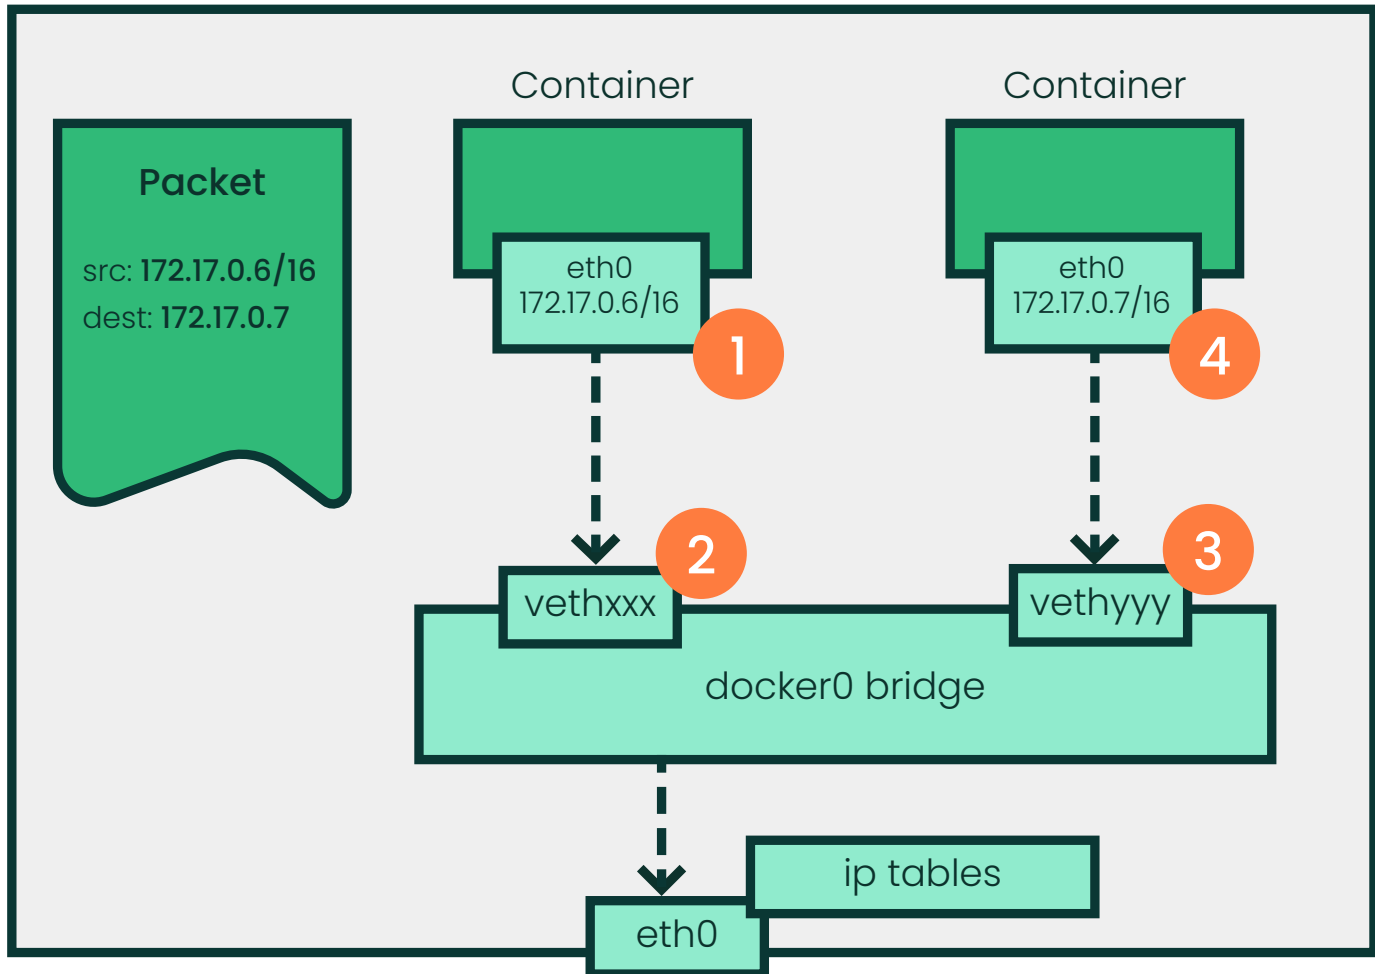 Container
Container
Packet
src: 172.17.0.6/16
dest: 172.17.0.7
eth0
172.17.0.6/16
1
eth0
172.17.0.7/16
4
2
vethxxx
3
vethyyy
docker0 bridge
ip tables
eth0